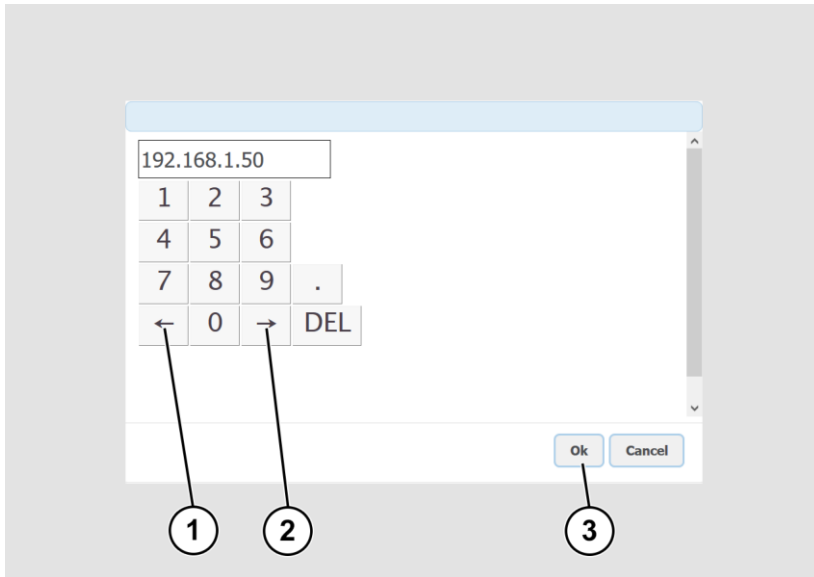 192.168.1.50
1 2 3
4 5 6
7 8 9 .
← 0 → DEL
Ok Cancel
1 2 3